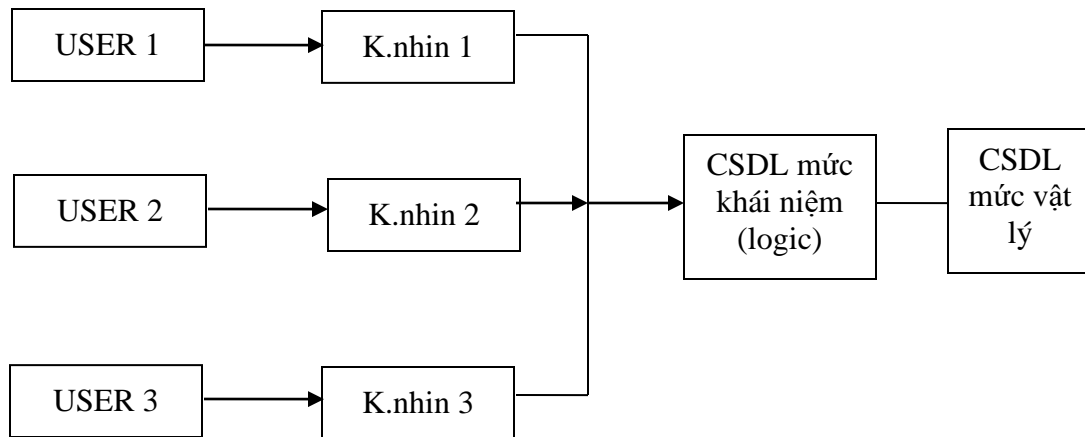 USER 1
K.nhin 1
USER 2
K.nhin 2
CSDL mức
khái niệm
(logic)
CSDL
mức vật
lý
USER 3
K.nhin 3